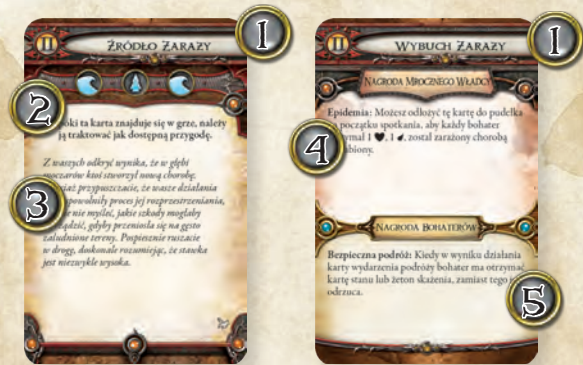 II ŹRÓDŁO ZARAZY 1
2
ta karta znajduje się w grze, należy
ją traktować jak dostępną przygodę.
Z waszych odkryć wynika, że w głębi
moczarów ktoś stworzył nową chorobę.
3
przypuszczacie, że wasze działania
spowolniły proces jej rozprzestrzeniania,
nie myśleć, jakie szkody mogłaby
gdyby przeniosła się na gęsto
zaludnione tereny. Pospiesznie ruszacie
w drogę, doskonale rozumiejąc, że stawka
jest niezwykle wysoka.
II WYBUCH ZARAZY 1
NAGRODA MROCZNEGO WŁADCY
Epidemia: Możesz odłożyć tę kartę do pudełka
początku spotkania, aby każdy bohater
4
1 , 1 , został zarażony chorobą
NAGRODA BOHATERÓW
Bezpieczna podróż: Kiedy w wyniku działania
karty wydarzenia podróży bohater ma otrzymać
kartę stanu lub żeton skażenia, zamiast tego
odrzuca.
5